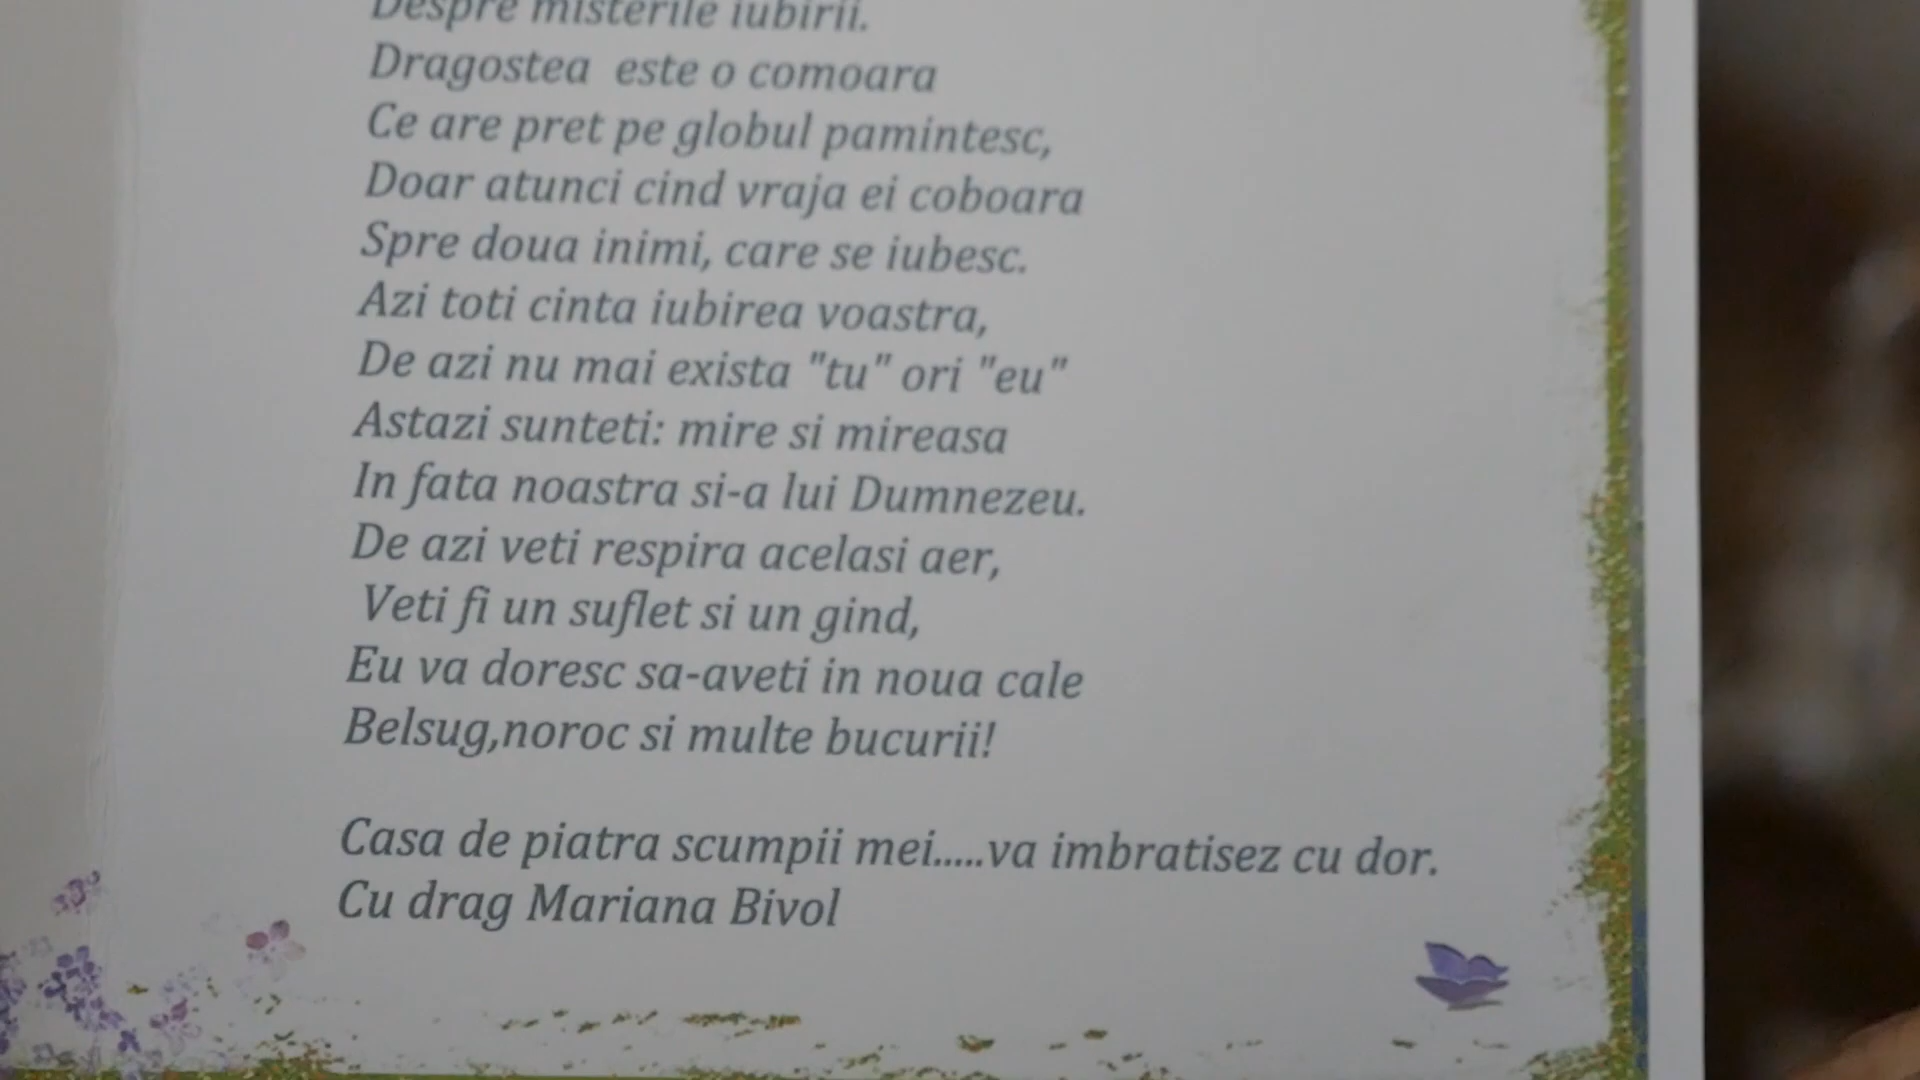 Despre misterile iubirii.
Dragostea este o comoara
Ce are pret pe globul pamintesc,
Doar atunci cind vraja ei coboara
Spre doua inimi, care se iubesc.
Azi toti cinta iubirea voastra,
De azi nu mai exista "tu" ori "eu"
Astazi sunteti: mire si mireasa
In fata noastra si-a lui Dumnezeu.
De azi veti respira acelasi aer,
Veti fi un suflet si un gind,
Eu va doresc sa-aveti in noua cale
Belsug,noroc si multe bucurii!
Casa de piatra scumpii mei.....va imbratisez cu dor.
Cu drag Mariana Bivol